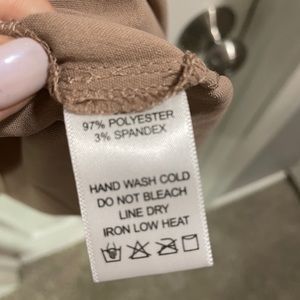 97% POLYESTER
3% SPANDEX
HAND WASH COLD
DO NOT BLEACH
LINE DRY
IRON LOW HEAT